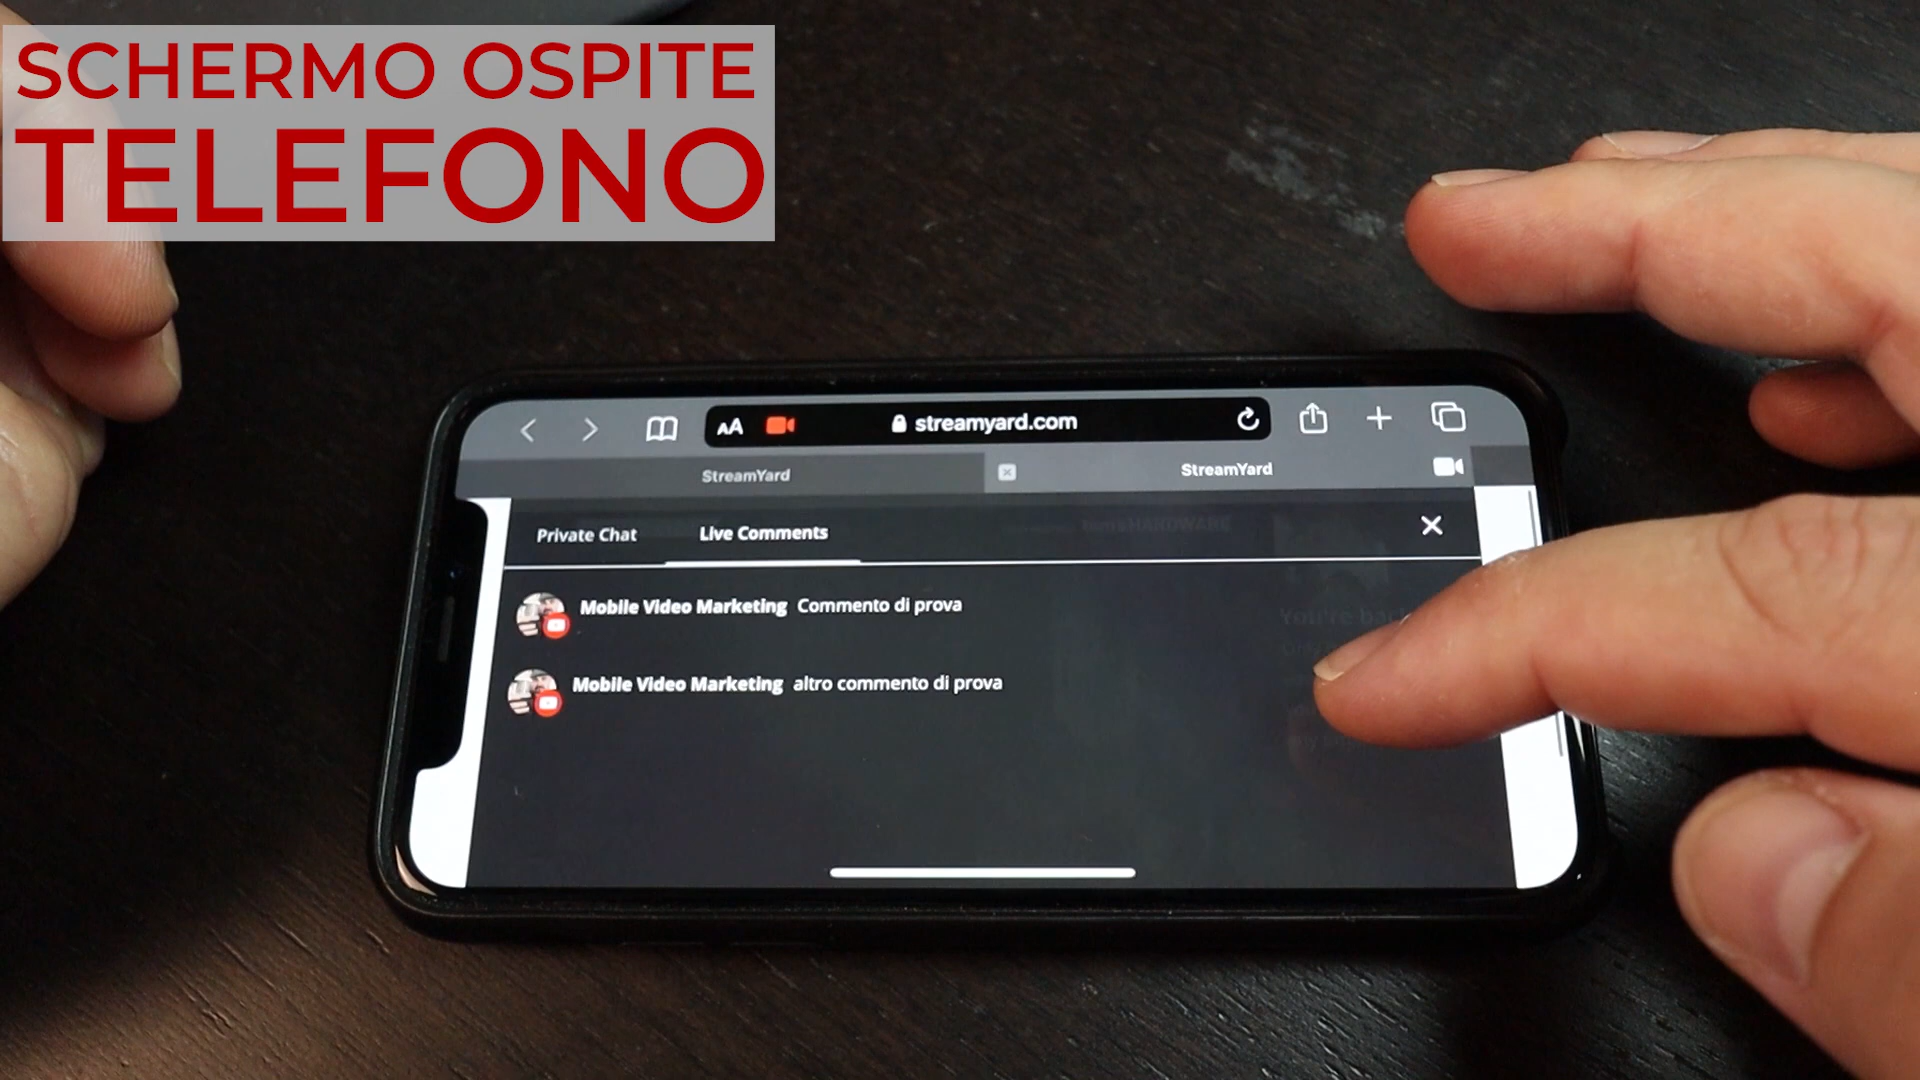 SCHERMO OSPITE
TELEFONO
AA
streamyard.com
StreamYard
StreamYard
Private Chat
Live Comments
Mobile Video Marketing Commento di prova
Mobile Video Marketing altro commento di prova